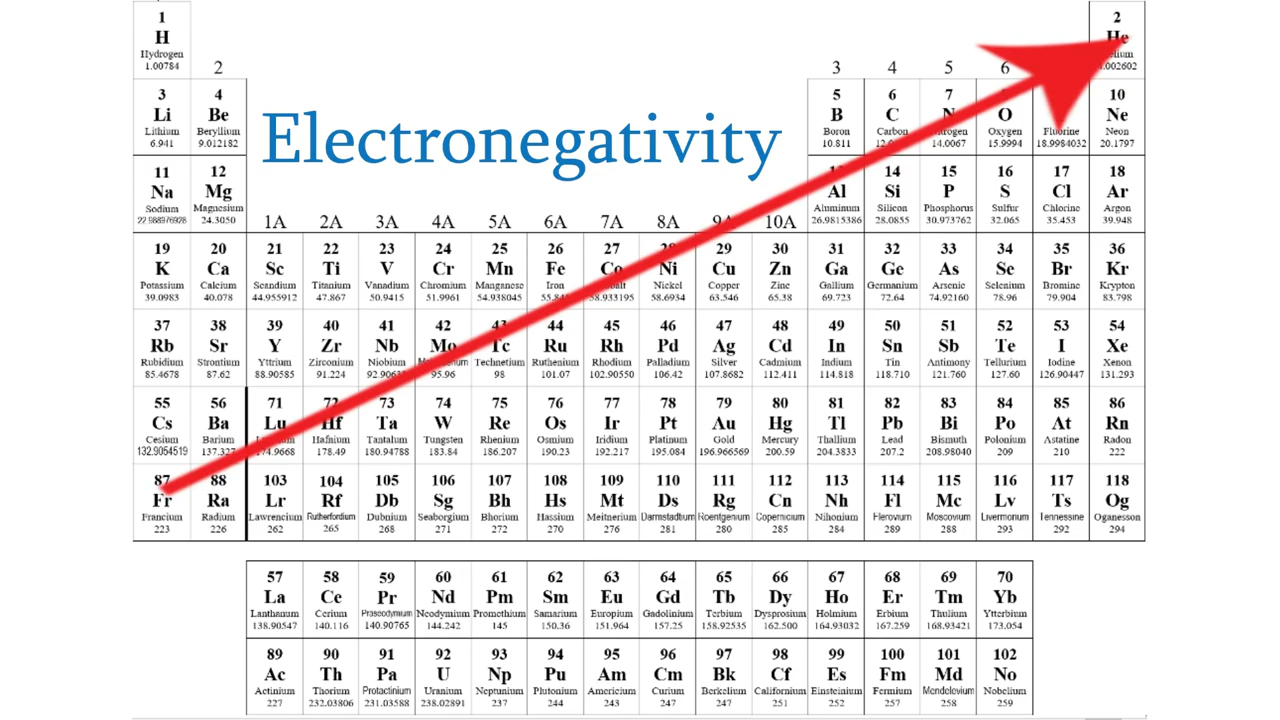 1 2
H He
Hydrogen
1.00784
2 3 4 5 6
3 4 5 6 7 10
Li Be B C N O Ne
Lithium Beryllium Boron Carbon Oxygen Fluorine Neon
6.941 9.012182 10.811 14.0067 15.9994 18.9984032 20.1797
Electronegativity
11 12 14 15 16 17 18
Na Mg Al Si P S Cl Ar
Sodium Magnesium Aluminum Silicon Phosphorus Sulfur Chlorine Argon
22.988976928 24.3050 26.9815386 28.0855 30.973762 32.065 35.453 39.948
1A 2A 3A 4A 5A 6A 7A 8A 9A 10A
19 20 21 22 23 24 25 26 27 28 29 30 31 32 33 34 35 36
K Ca Sc Ti V Cr Mn Fe Co Ni Cu Zn Ga Ge As Se Br Kr
Potassium Calcium Scandium Titanium Vanadium Chromium Manganese Iron Nickel Copper Zinc Gallium Germanium Arsenic Selenium Bromine Krypton
39.0983 40.078 44.955912 47.867 50.9415 51.9961 54.938045 58.933195 58.6934 63.546 65.38 69.723 72.64 74.92160 78.96 79.904 83.798
37 38 39 40 41 42 43 44 45 46 47 48 49 50 51 52 53 54
Rb Sr Y Zr Nb Mo Tc Ru Rh Pd Ag Cd In Sn Sb Te I Xe
Rubidium Strontium Yttrium Zirconium Niobium Technetium Ruthenium Rhodium Palladium Silver Cadmium Indium Tin Antimony Tellurium Iodine Xenon
85.4678 87.62 88.90585 91.224 95.96 98 101.07 102.90550 106.42 107.8682 112.411 114.818 118.710 121.760 127.60 126.90447 131.293
55 56 71 72 73 74 75 76 77 78 79 80 81 82 83 84 85 86
Cs Ba Lu Hf Ta W Re Os Ir Pt Au Hg Tl Pb Bi Po At Rn
Cesium Barium Hafnium Tantalum Tungsten Rhenium Osmium Iridium Platinum Gold Mercury Thallium Lead Bismuth Polonium Astatine Radon
132.9054519 137.327 178.49 180.94788 183.84 186.207 190.23 192.217 195.084 196.966569 200.59 204.3833 207.2 208.98040 209 210 222
87 88 103 104 105 106 107 108 109 110 111 112 113 114 115 116 117 118
Fr Ra Lr Rf Db Sg Bh Hs Mt Ds Rg Cn Nh Fl Mc Lv Ts Og
Francium Radium Lawrencium Rutherfordium Dubnium Seaborgium Bhorium Hassium Meitnerium Darmstadtium Roentgenium Copernicium Nihonium Flerovium Moscovium Livermorium Tennessine Oganesson
223 226 262 265 268 271 272 270 276 281 280 285 284 289 288 293 292 294
57 58 59 60 61 62 63 64 65 66 67 68 69 70
La Ce Pr Nd Pm Sm Eu Gd Tb Dy Ho Er Tm Yb
Lanthanum Cerium Praseodymium Neodymium Promethium Samarium Europium Gadolinium Terbium Dysprosium Holmium Erbium Thulium Ytterbium
138.90547 140.116 140.90765 144.242 145 150.36 151.964 157.25 158.92535 162.500 164.93032 167.259 168.93421 173.054
89 90 91 92 93 94 95 96 97 98 99 100 101 102
Ac Th Pa U Np Pu Am Cm Bk Cf Es Fm Md No
Actinium Thorium Protactinium Uranium Neptunium Plutonium Americium Curium Berkelium Californium Einsteinium Fermium Mendelevium Nobelium
227 232.03806 231.03588 238.02891 237 244 243 247 247 251 252 257 258 259